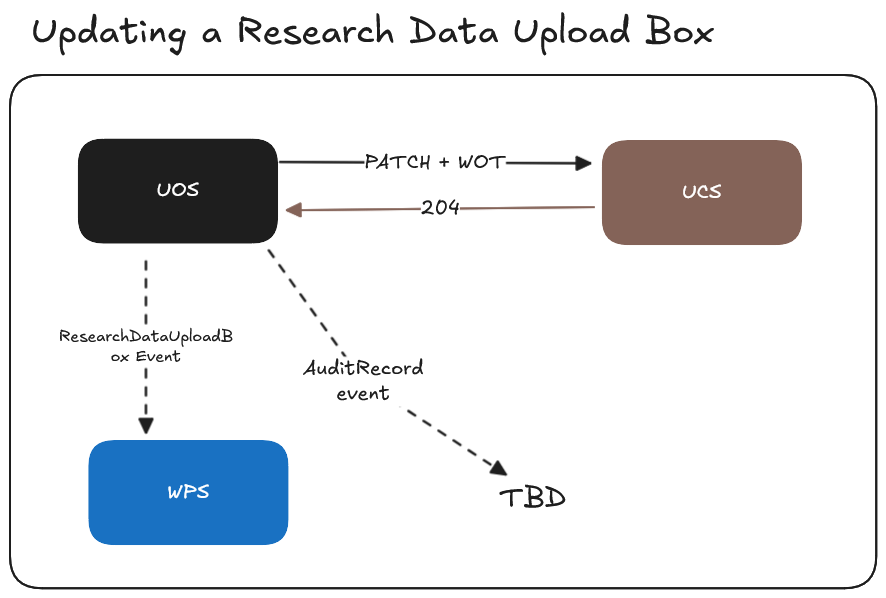 Updating a Research Data Upload Box
UOS
PATCH + WOT
UCS
204
ResearchDataUploadB
ox Event
AuditRecord
event
WPS
TBD